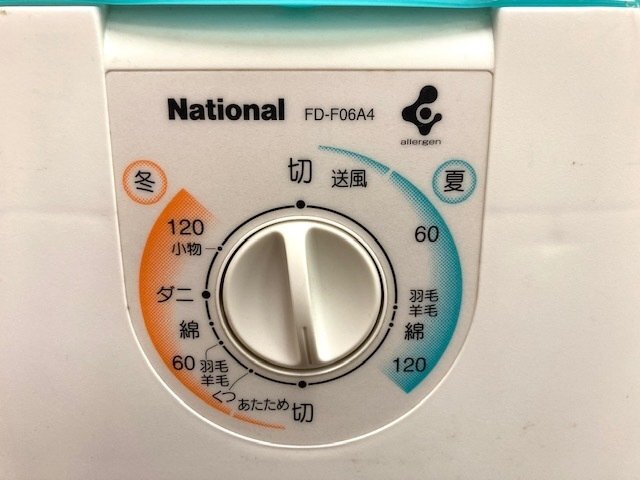 National FD-F06A4
allergen
冬 切 送風 夏
120 60
小物
ダニ 羽毛
羊毛
綿 綿
60 羽毛 120
羊毛
くつ あたため 切